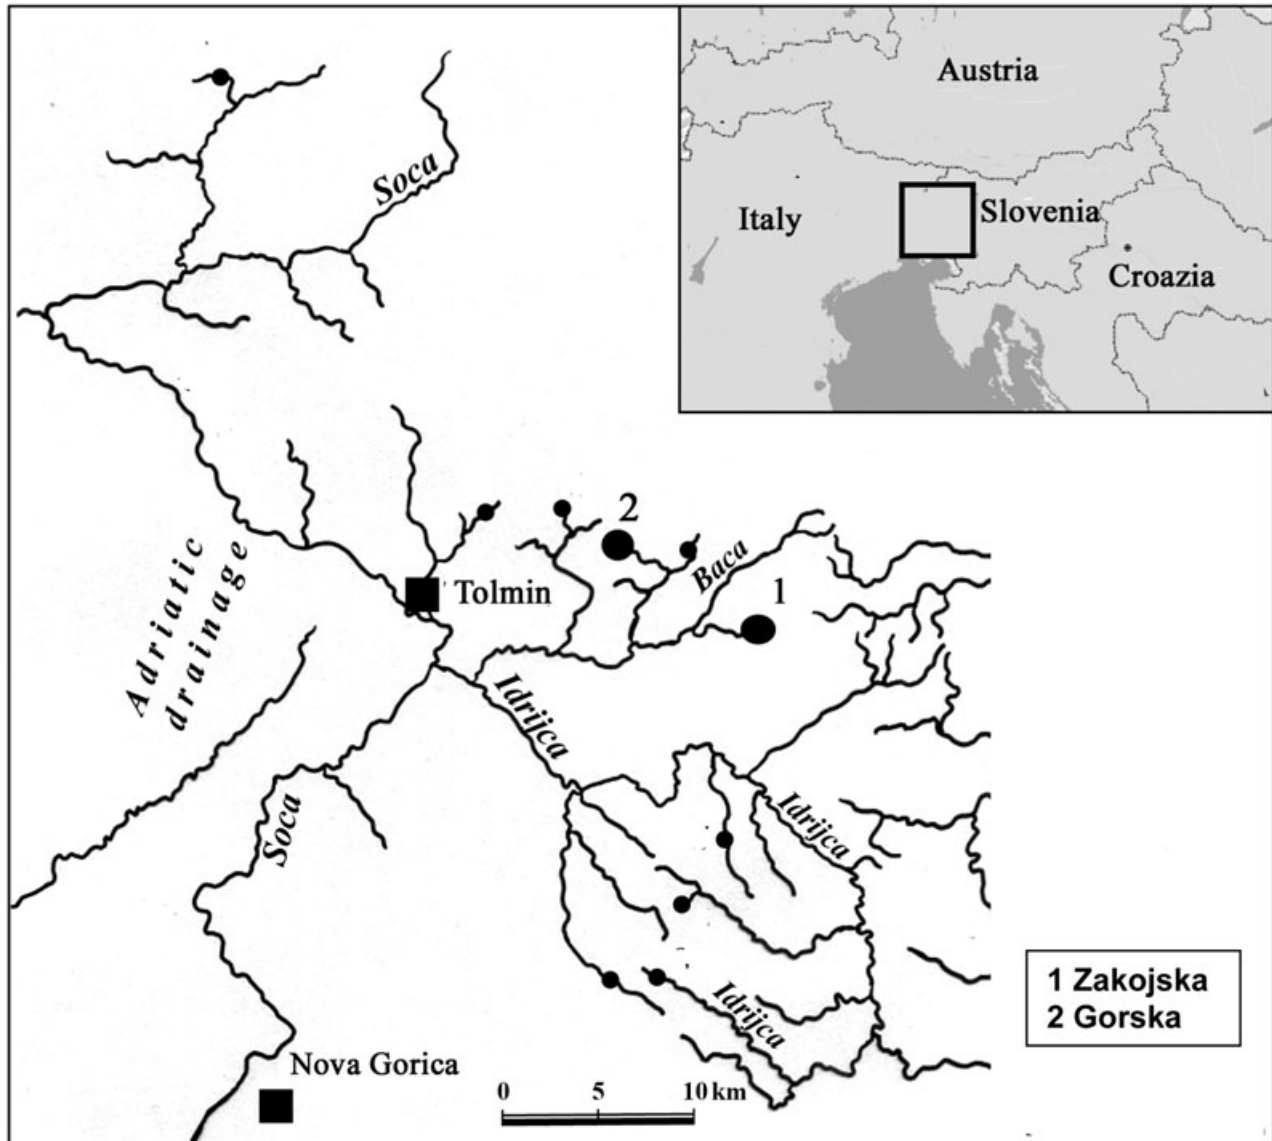 Austria
Soca
Italy
Slovenia
Croazia
2
Baca
1
Tolmin
Adriatic
drainage
Idrijca
Soca
Idrijca
Idrijca
1 Zakojska
2 Gorska
Nova Gorica
0 5 10 km